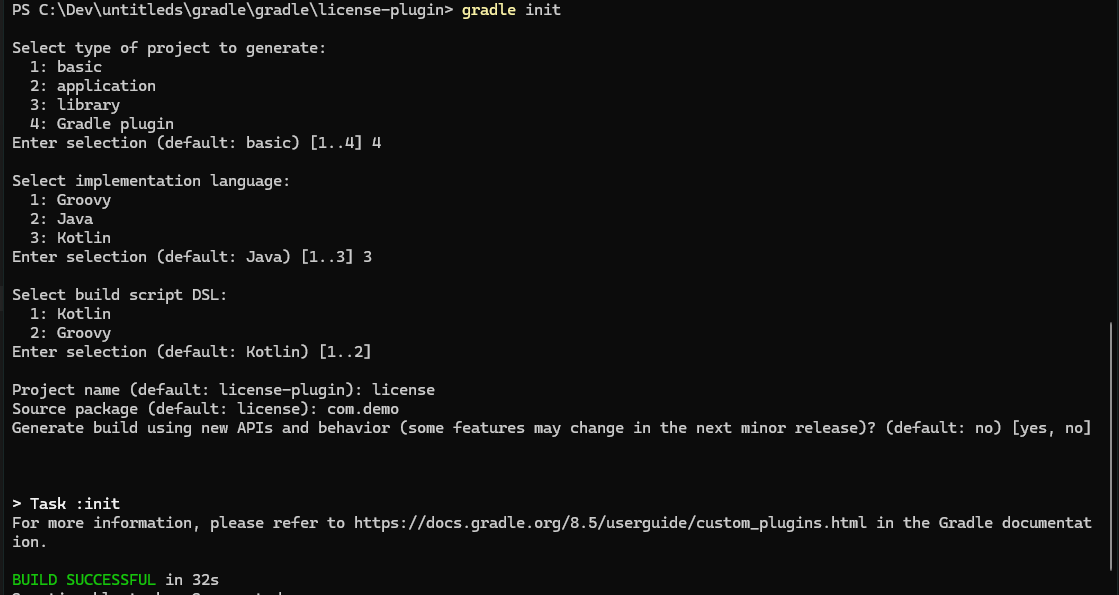 PS C:\Dev\untitleds\gradle\gradle\license-plugin> gradle init
Select type of project to generate:
1: basic
2: application
3: library
4: Gradle plugin
Enter selection (default: basic) [1..4] 4
Select implementation language:
1: Groovy
2: Java
3: Kotlin
Enter selection (default: Java) [1..3] 3
Select build script DSL:
1: Kotlin
2: Groovy
Enter selection (default: Kotlin) [1..2]
Project name (default: license-plugin): license
Source package (default: license): com.demo
Generate build using new APIs and behavior (some features may change in the next minor release)? (default: no) [yes, no]
> Task :init
For more information, please refer to https://docs.gradle.org/8.5/userguide/custom_plugins.html in the Gradle documentat
ion.
BUILD SUCCESSFUL in 32s